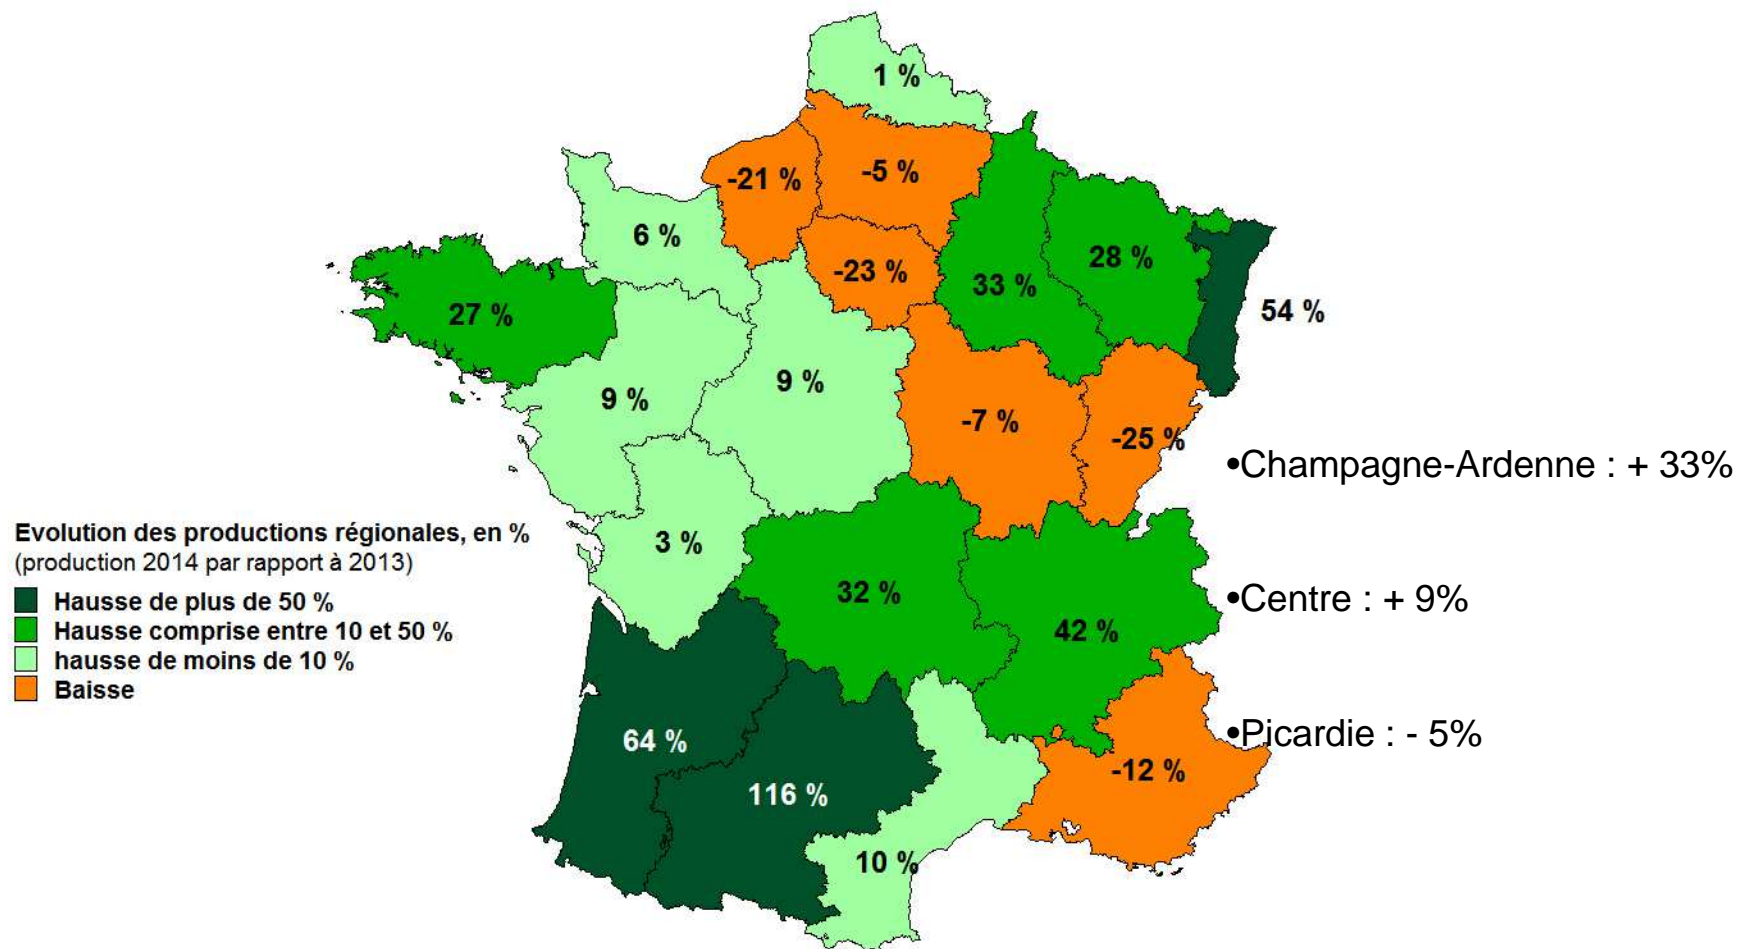 1 %
-5 %
-21 %
6 %
28 %
-23 %
33 %
27 %
54 %
9 %
9 %
-7 %
-25 %
•Champagne-Ardenne : + 33%
Evolution des productions régionales, en %
(production 2014 par rapport à 2013)
Hausse de plus de 50 %
Hausse comprise entre 10 et 50 %
hausse de moins de 10 %
Baisse
3 %
32 %
•Centre : + 9%
42 %
64 %
•Picardie : - 5%
-12 %
116 %
10 %